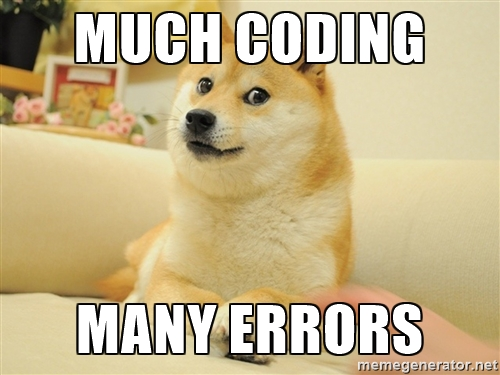 MUCH CODING
MANY ERRORS
memegenerator.net